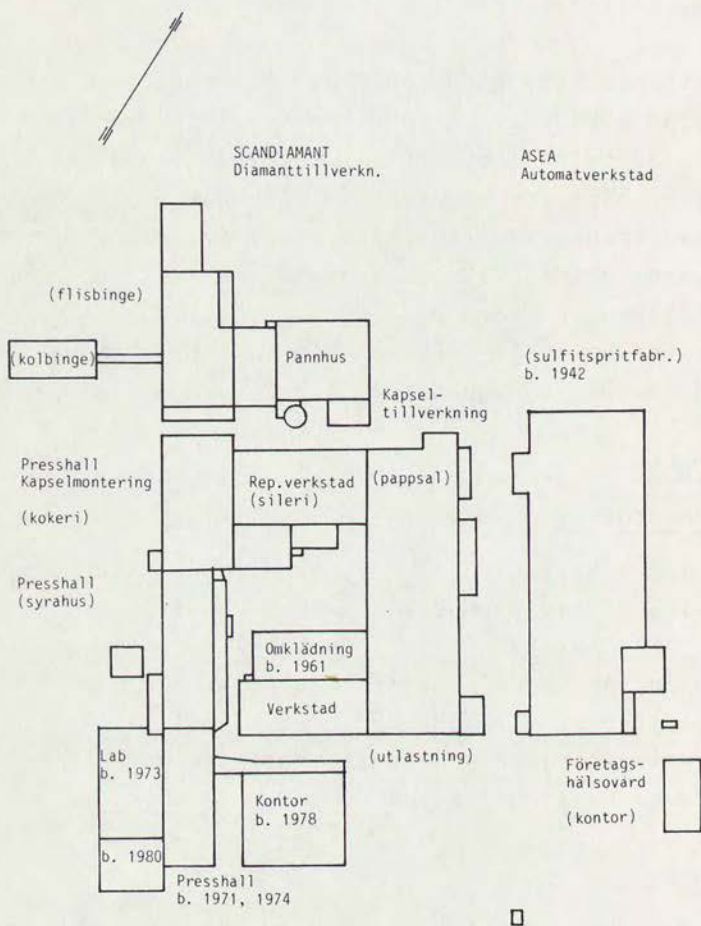 SCANDIAMANT
Diamanttillverkn.
ASEA
Automatverkstad
(flisbinge)
(kolbinge)
Pannhus
(sulfitspritfabr.)
b. 1942
Kapsel-
tillverkning
Presshall
Kapselmontering
(kokeri)
Rep.verkstad
(sileri)
(pappsal)
Presshall
(syrahus)
Omklädning
b. 1961
Verkstad
(utlastning)
Lab
b. 1973
Kontor
b. 1978
Företags-
hälsovård
(kontor)
b. 1980
Presshall
b. 1971, 1974